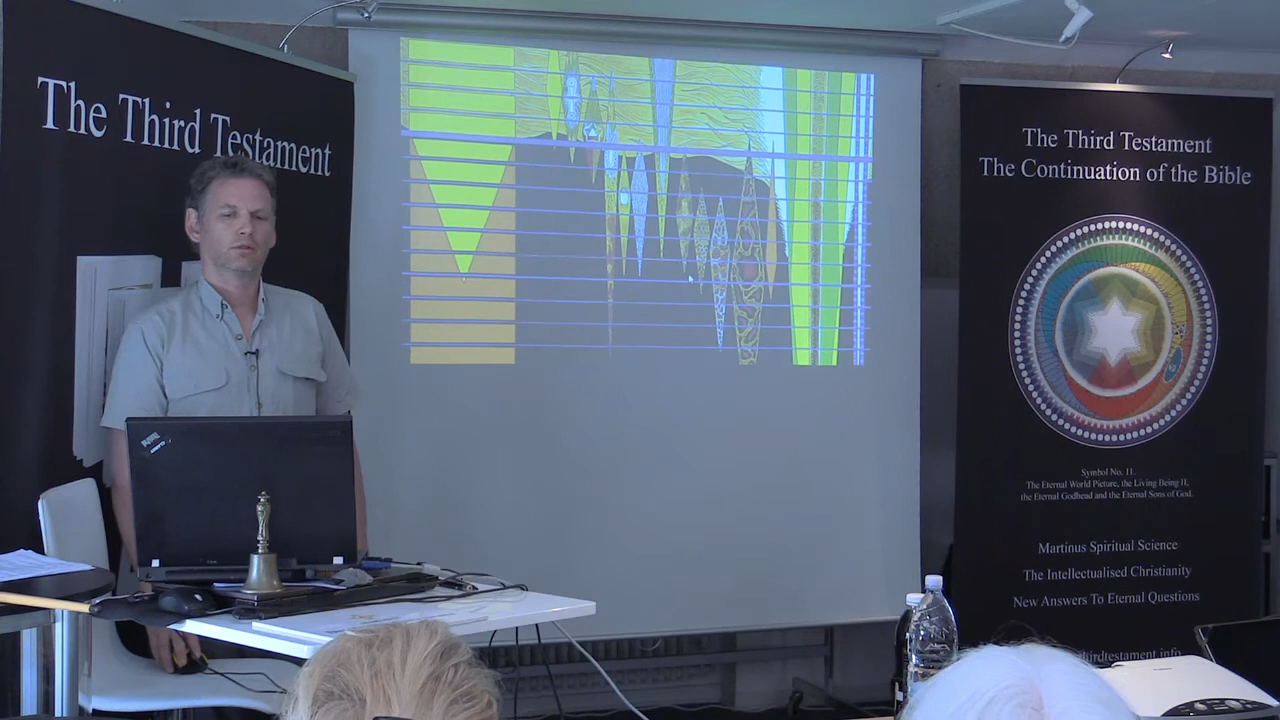 The Third Testament
The Third Testament
The Continuation of the Bible
Symbol No. 11.
The Eternal World Picture, the Living Being II,
the Eternal Godhead and the Eternal Sons of God.
Martinus Spiritual Science
The Intellectualised Christianity
New Answers To Eternal Questions
thirdtestament.info